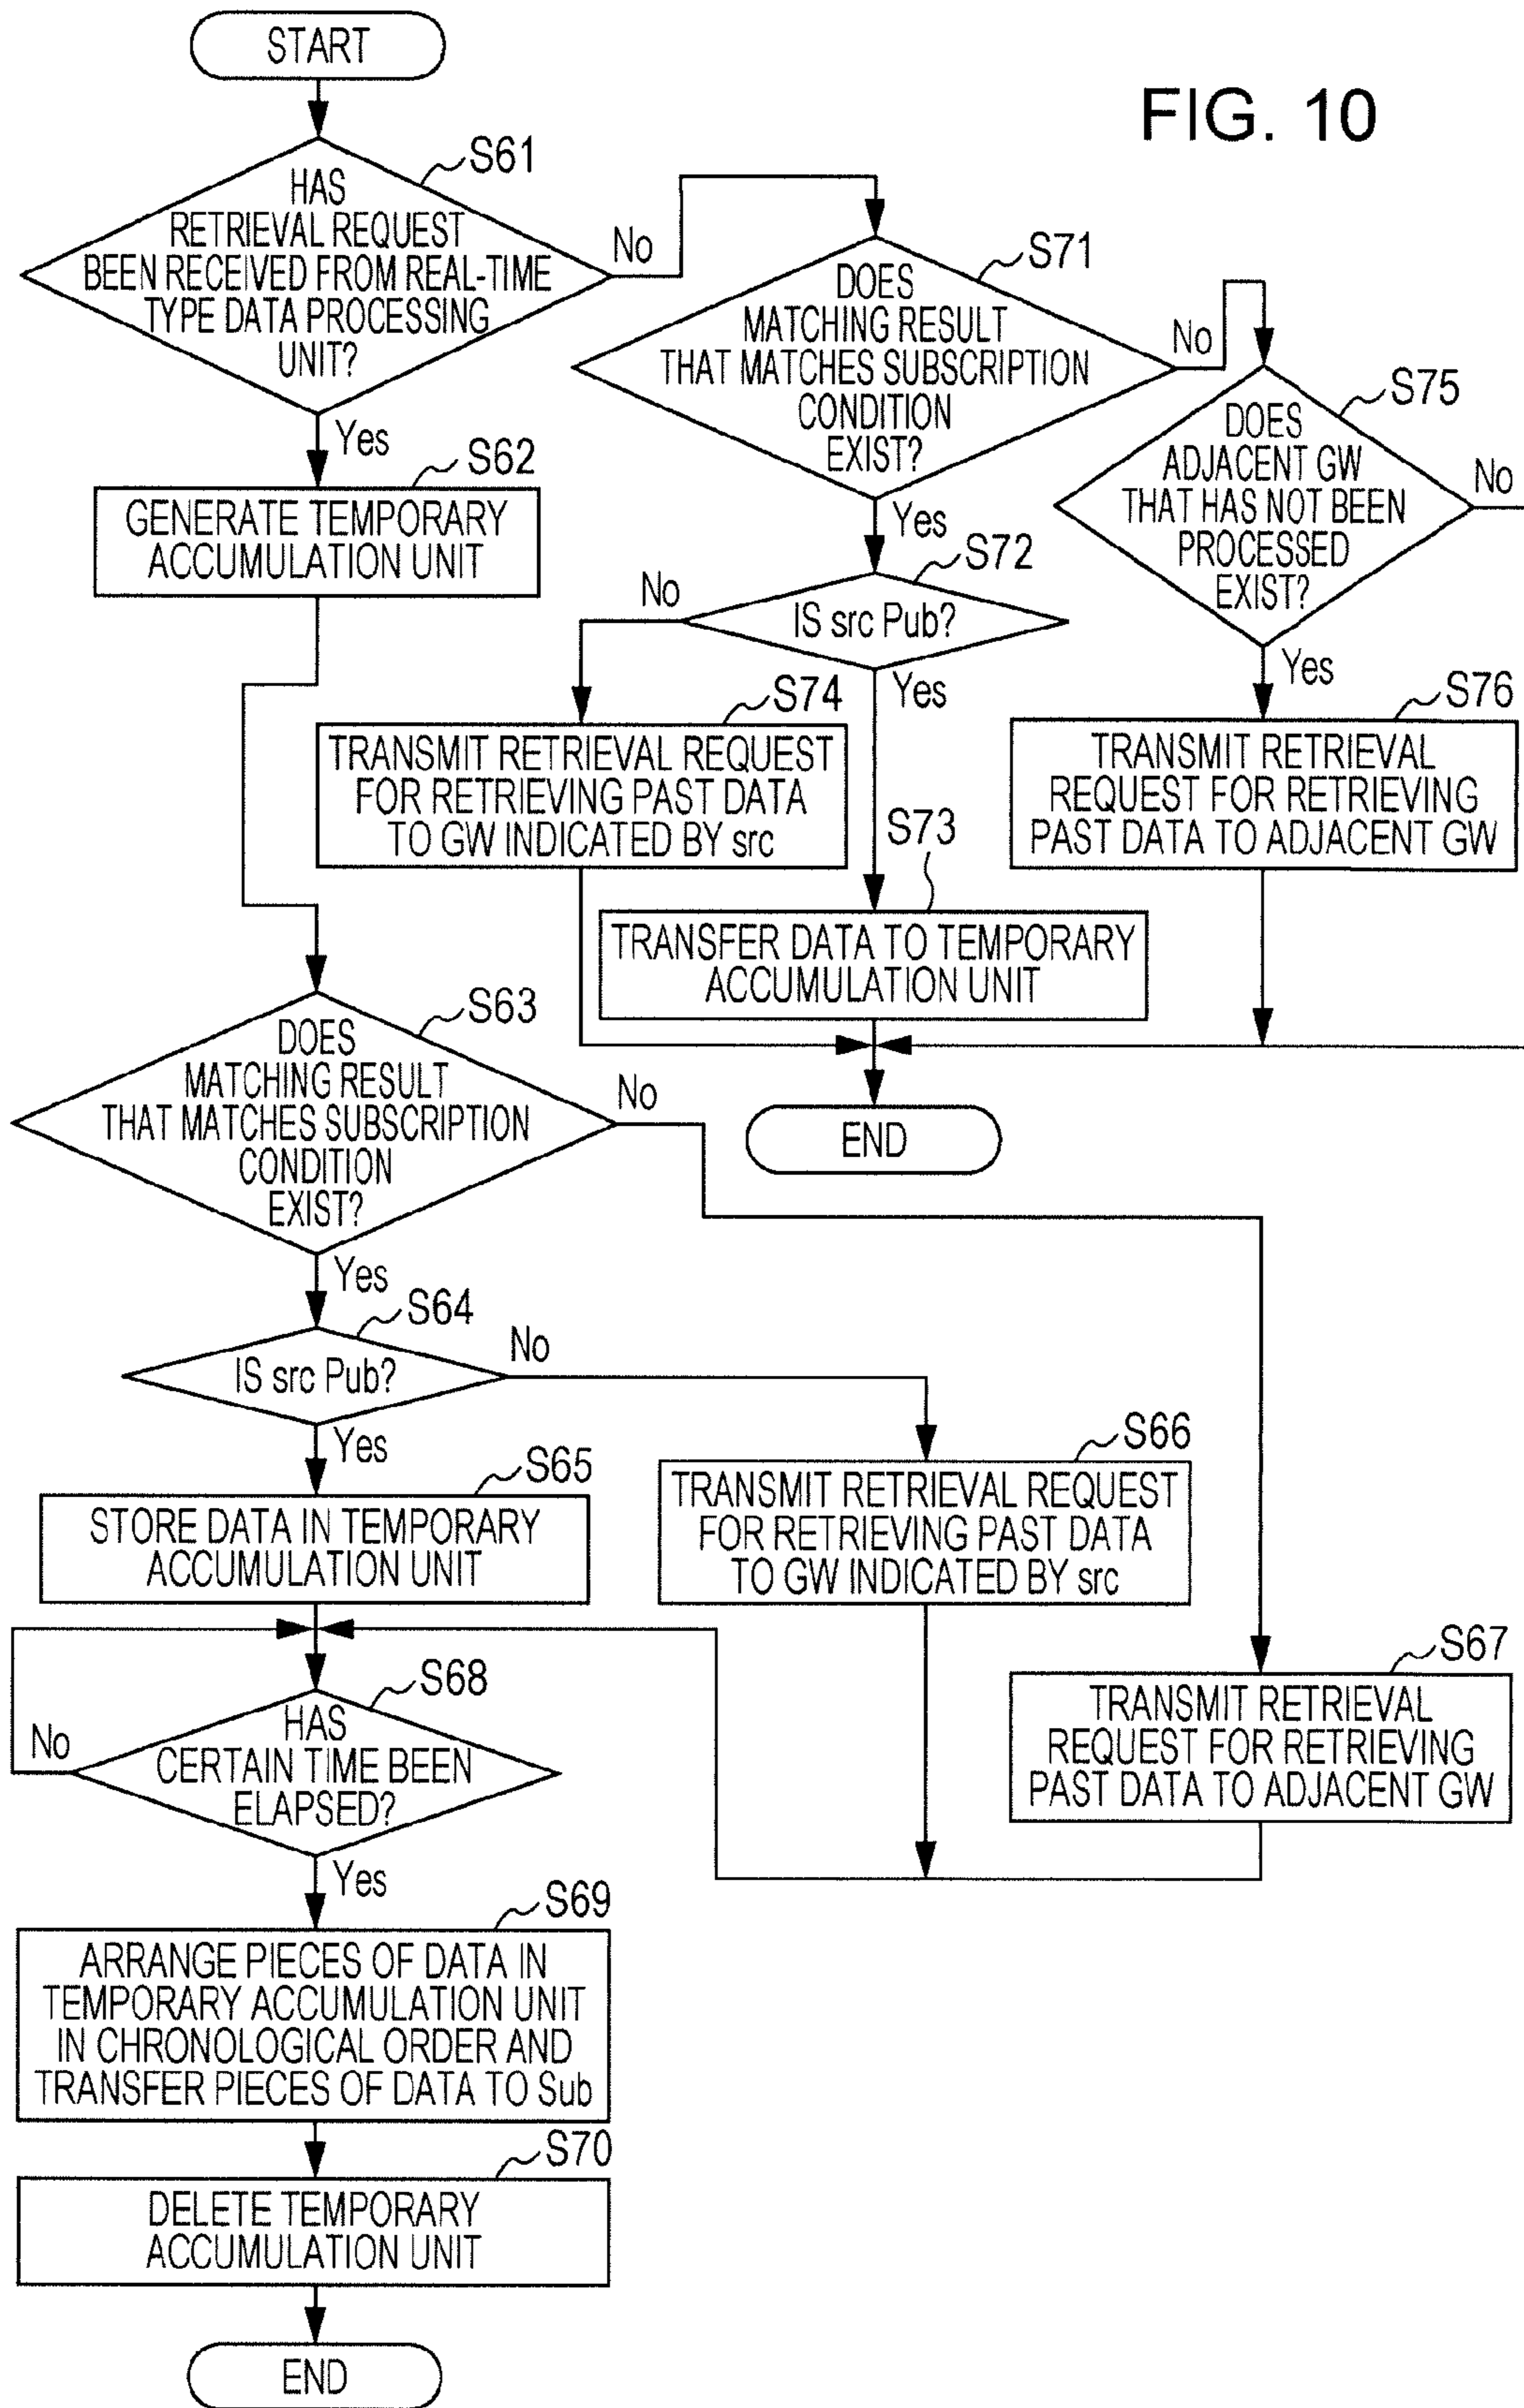 START
FIG. 10
S61
HAS
RETRIEVAL REQUEST
BEEN RECEIVED FROM REAL-TIME
TYPE DATA PROCESSING
UNIT?
No
Yes
S71
DOES
MATCHING RESULT
THAT MATCHES SUBSCRIPTION
CONDITION
EXIST?
No
Yes
S75
DOES
ADJACENT GW
THAT HAS NOT BEEN
PROCESSED
EXIST?
No
Yes
S62
GENERATE TEMPORARY
ACCUMULATION UNIT
S72
IS src Pub?
No
Yes
S74
TRANSMIT RETRIEVAL REQUEST
FOR RETRIEVING PAST DATA
TO GW INDICATED BY src
S76
TRANSMIT RETRIEVAL
REQUEST FOR RETRIEVING
PAST DATA TO ADJACENT GW
S73
TRANSFER DATA TO TEMPORARY
ACCUMULATION UNIT
END
S63
DOES
MATCHING RESULT
THAT MATCHES SUBSCRIPTION
CONDITION
EXIST?
No
Yes
S64
IS src Pub?
No
Yes
S65
STORE DATA IN TEMPORARY
ACCUMULATION UNIT
S66
TRANSMIT RETRIEVAL REQUEST
FOR RETRIEVING PAST DATA
TO GW INDICATED BY src
S67
TRANSMIT RETRIEVAL
REQUEST FOR RETRIEVING
PAST DATA TO ADJACENT GW
S68
HAS
CERTAIN TIME BEEN
ELAPSED?
No
Yes
S69
ARRANGE PIECES OF DATA IN
TEMPORARY ACCUMULATION UNIT
IN CHRONOLOGICAL ORDER AND
TRANSFER PIECES OF DATA TO Sub
S70
DELETE TEMPORARY
ACCUMULATION UNIT
END